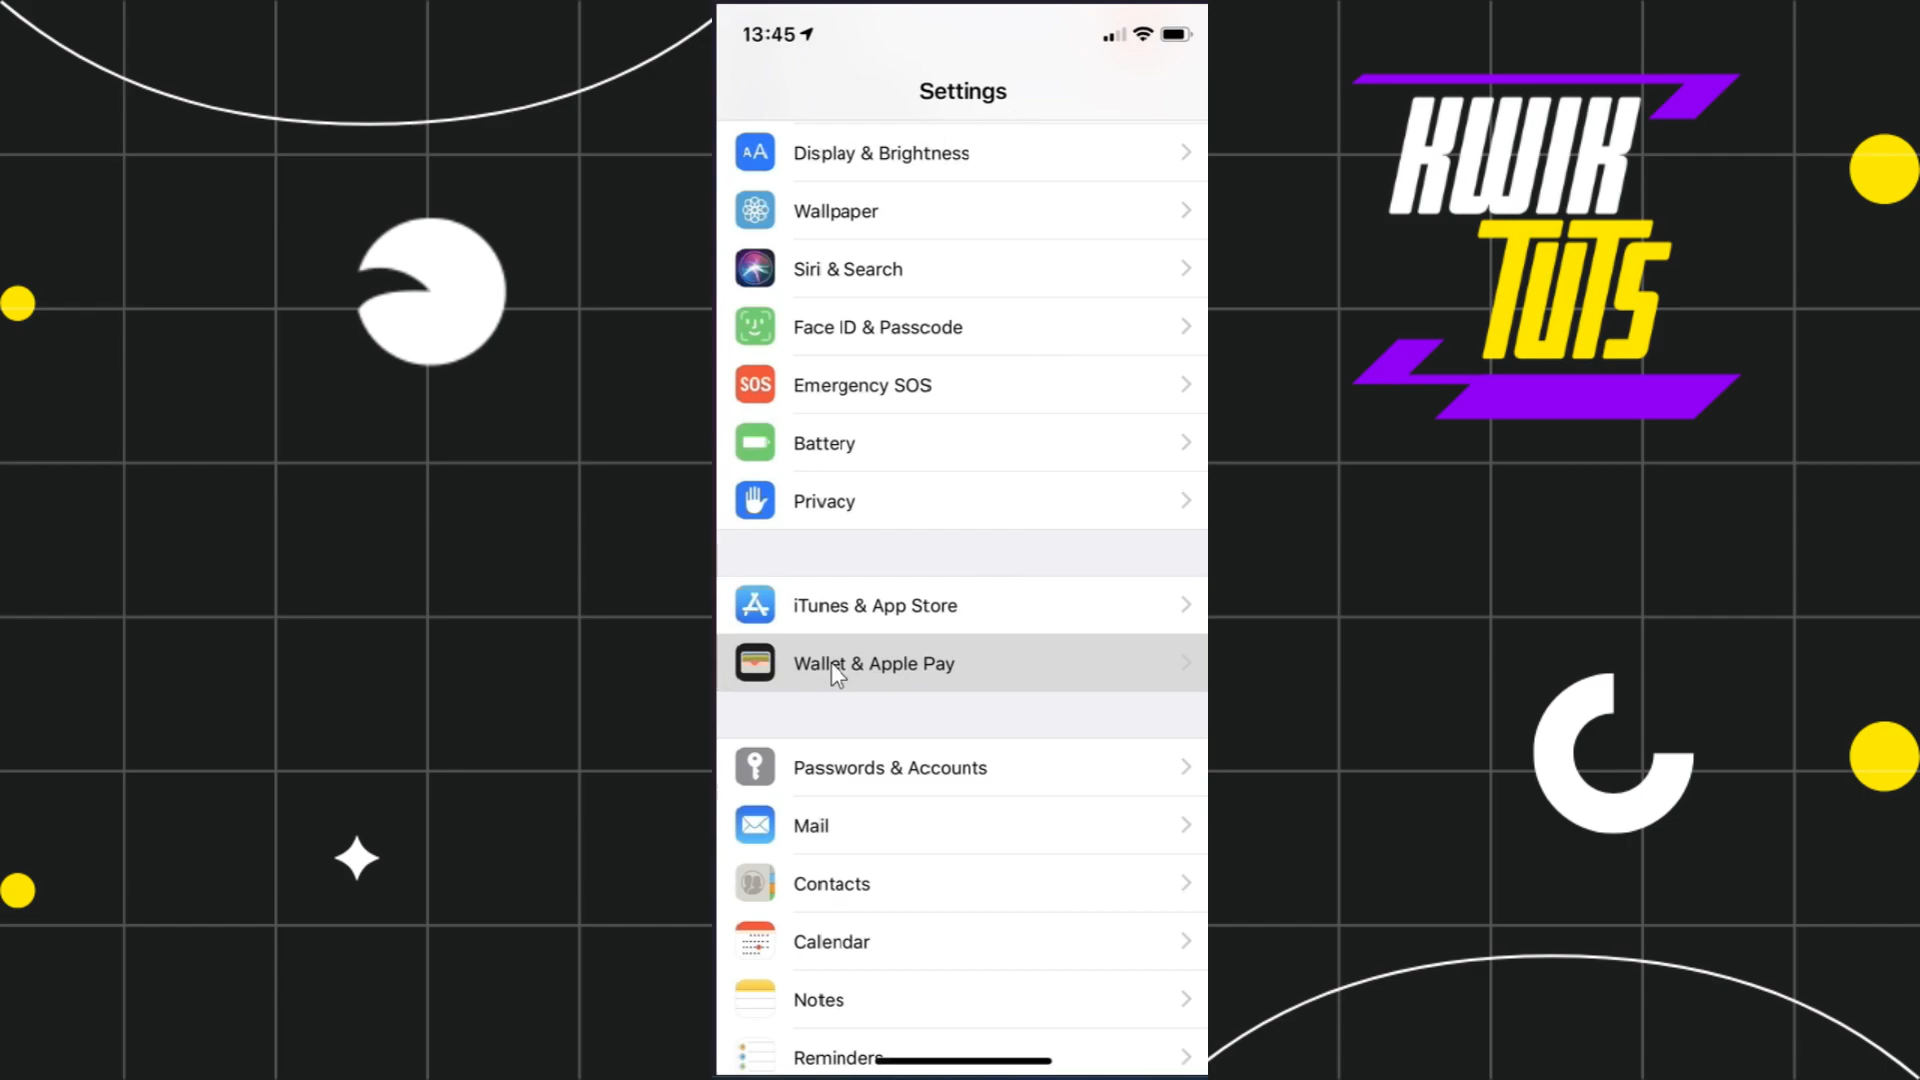 13:45
Settings
AA Display & Brightness
Wallpaper
Siri & Search
Face ID & Passcode
SOS Emergency SOS
Battery
Privacy
iTunes & App Store
Wallet & Apple Pay
Passwords & Accounts
Mail
Contacts
Calendar
Notes
Reminders
KWIK
TUTS